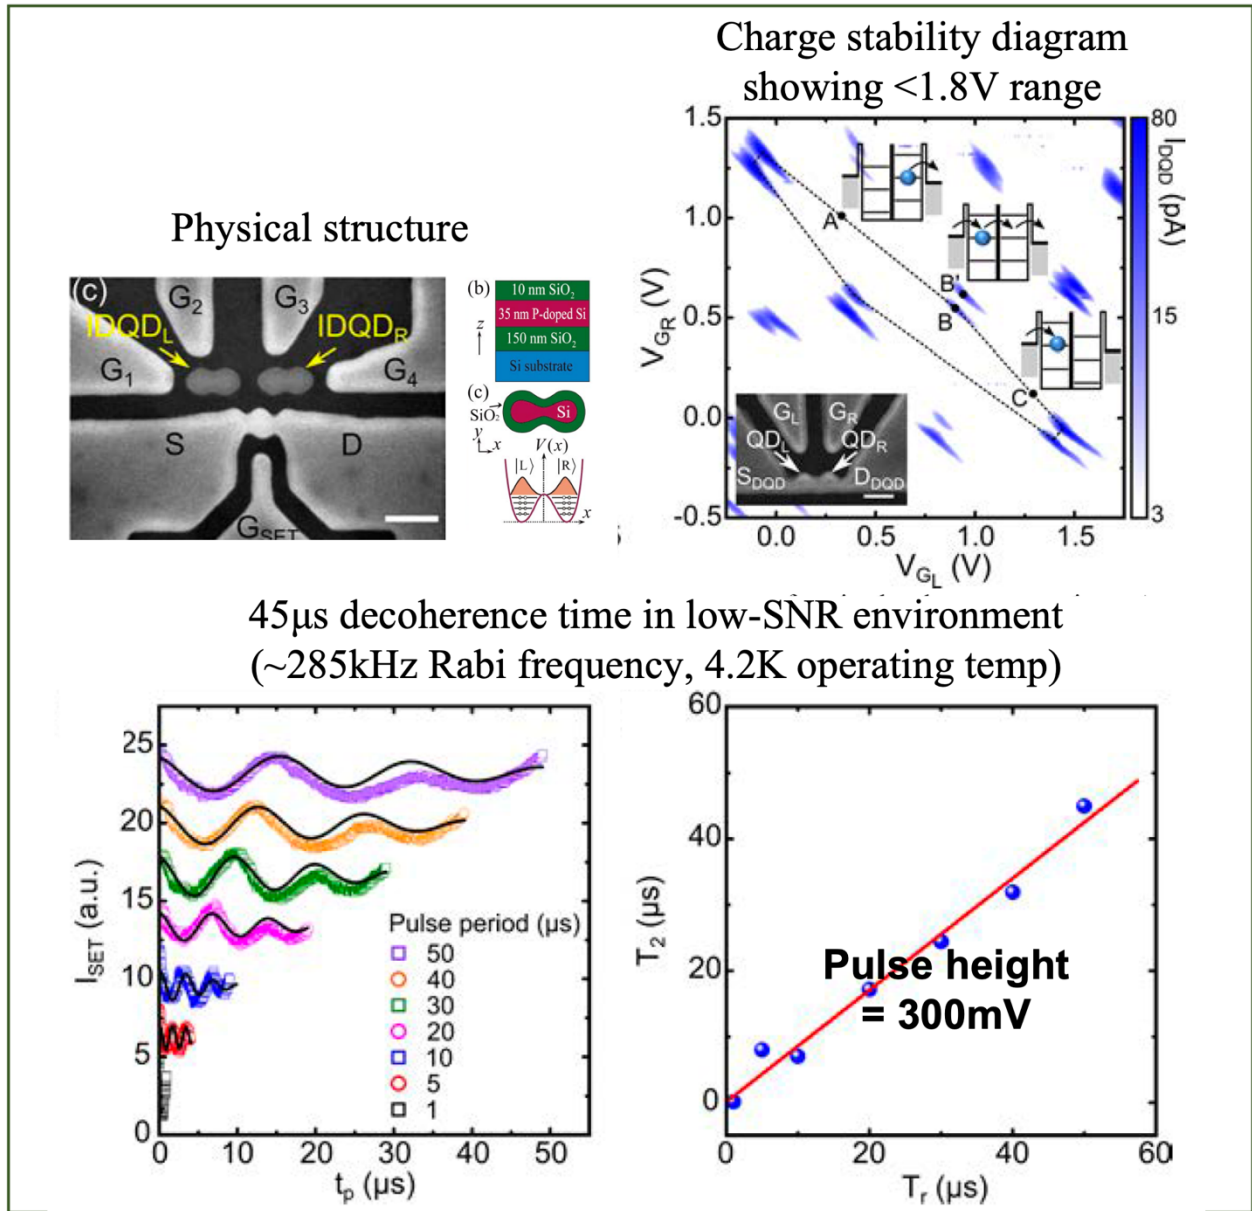 Charge stability diagram
showing <1.8V range
Physical structure
(c)
G2
G3
IDQDL
IDQDR
G1
G4
S
D
GSET
(b)
10 nm SiO2
35 nm P-doped Si
150 nm SiO2
Si substrate
z
(c)
SiO2
Si
y
x
V(x)
|L⟩
|R⟩
x
1.5
1.0
0.5
0.0
-0.5
VGR (V)
0.0
0.5
1.0
1.5
VGL (V)
A
B'
B
C
GL
GR
QDL
QDR
SDQD
DDQD
80
15
3
IDQD (pA)
45μs decoherence time in low-SNR environment
(~285kHz Rabi frequency, 4.2K operating temp)
25
20
15
10
5
0
ISET (a.u.)
Pulse period (μs)
50
40
30
20
10
5
1
0
10
20
30
40
50
tp (μs)
60
40
20
0
T2 (μs)
Pulse height
= 300mV
0
20
40
60
Tr (μs)